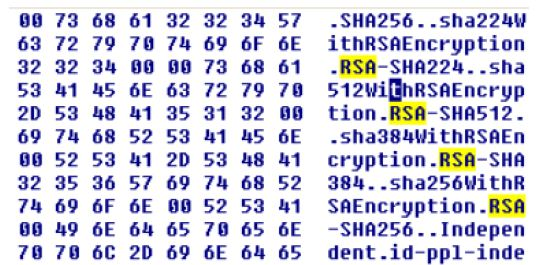 00 73 68 61 32 32 34 57 .SHA256..sha224W
63 72 79 70 74 69 6F 6E ithRSAEncryption
32 32 34 00 00 73 68 61 .RSA-SHA224..sha
53 41 45 6E 63 72 79 70 512WithRSAEncryp
2D 53 48 41 35 31 32 00 tion.RSA-SHA512.
69 74 68 52 53 41 45 6E .sha384WithRSAEn
00 52 53 41 2D 53 48 41 cryption.RSA-SHA
32 35 36 57 69 74 68 52 384..sha256WithR
74 69 6F 6E 00 52 53 41 SAEncryption.RSA
00 49 6E 64 65 70 65 6E -SHA256..Indepen
70 70 6C 2D 69 6E 64 65 dent.id-ppl-inde